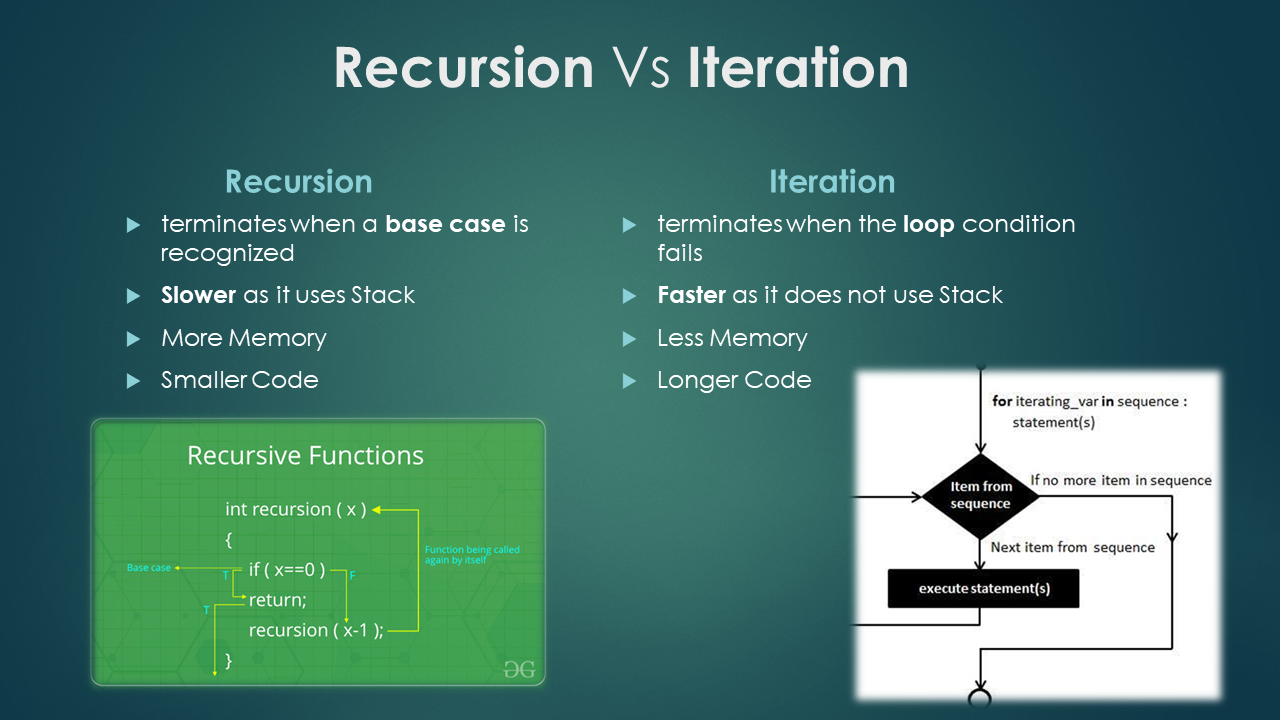 Recursion Vs Iteration
Recursion
terminates when a base case is
recognized
Slower as it uses Stack
More Memory
Smaller Code
Iteration
terminates when the loop condition
fails
Faster as it does not use Stack
Less Memory
Longer Code
Recursive Functions
int recursion ( x )
{
Function being called
again by itself
Base case
if ( x==0 )
T
F
return;
T
recursion ( x-1 );
}
GG
for iterating_var in sequence :
statement(s)
Item from
sequence
If no more item in sequence
Next item from sequence
execute statement(s)